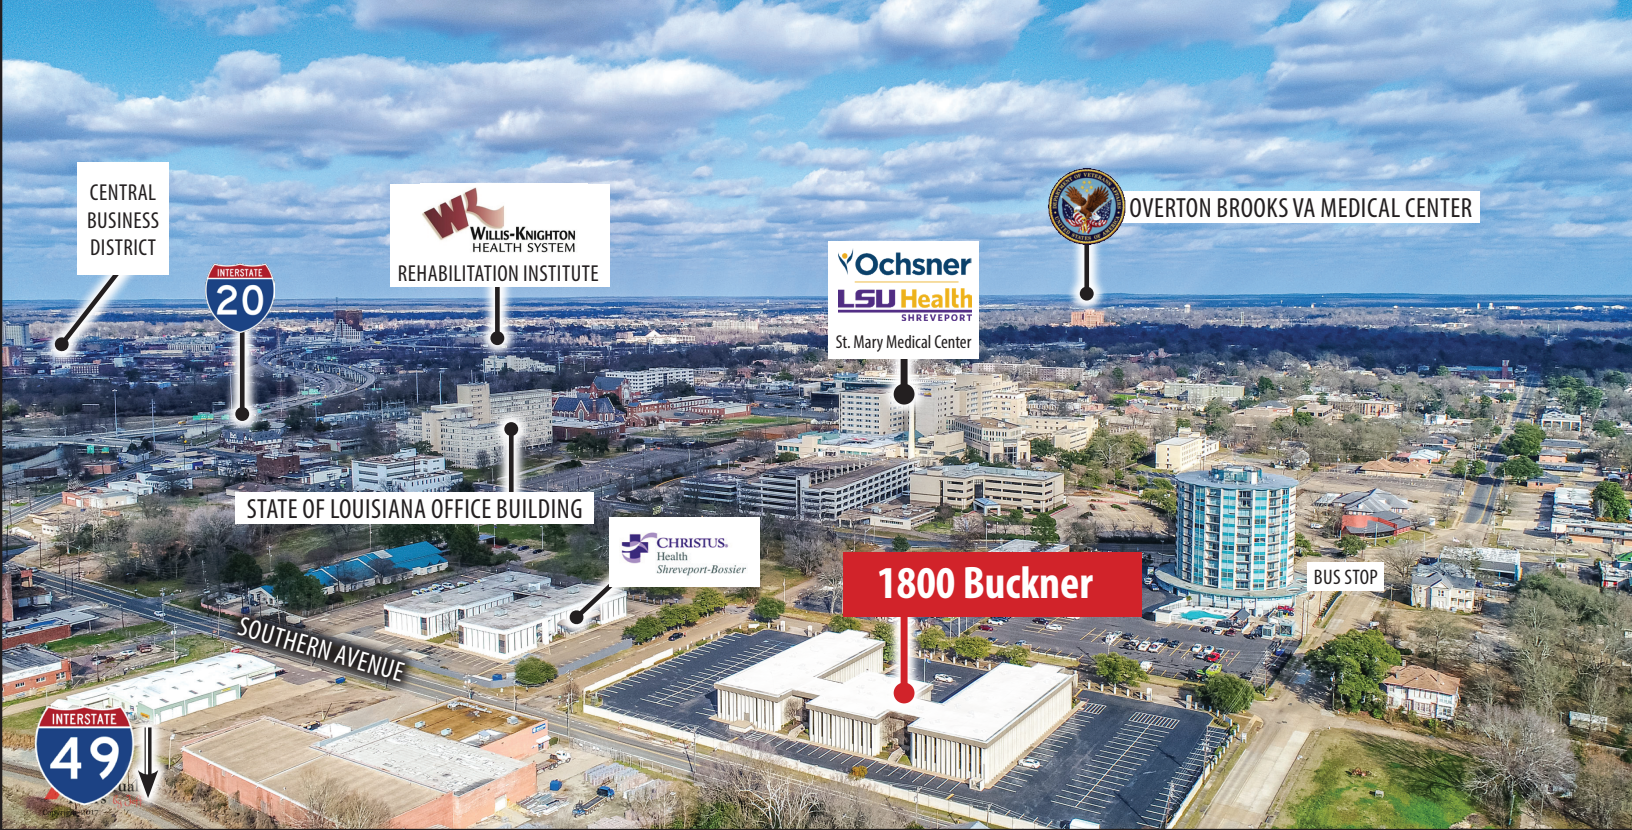 CENTRAL
BUSINESS
DISTRICT
INTERSTATE
20
WK
WILLIS-KNIGHTON
HEALTH SYSTEM
REHABILITATION INSTITUTE
Ochsner
LSU Health
SHREVEPORT
St. Mary Medical Center
OVERTON BROOKS VA MEDICAL CENTER
STATE OF LOUISIANA OFFICE BUILDING
CHRISTUS®
Health
Shreveport-Bossier
1800 Buckner
BUS STOP
SOUTHERN AVENUE
INTERSTATE
49